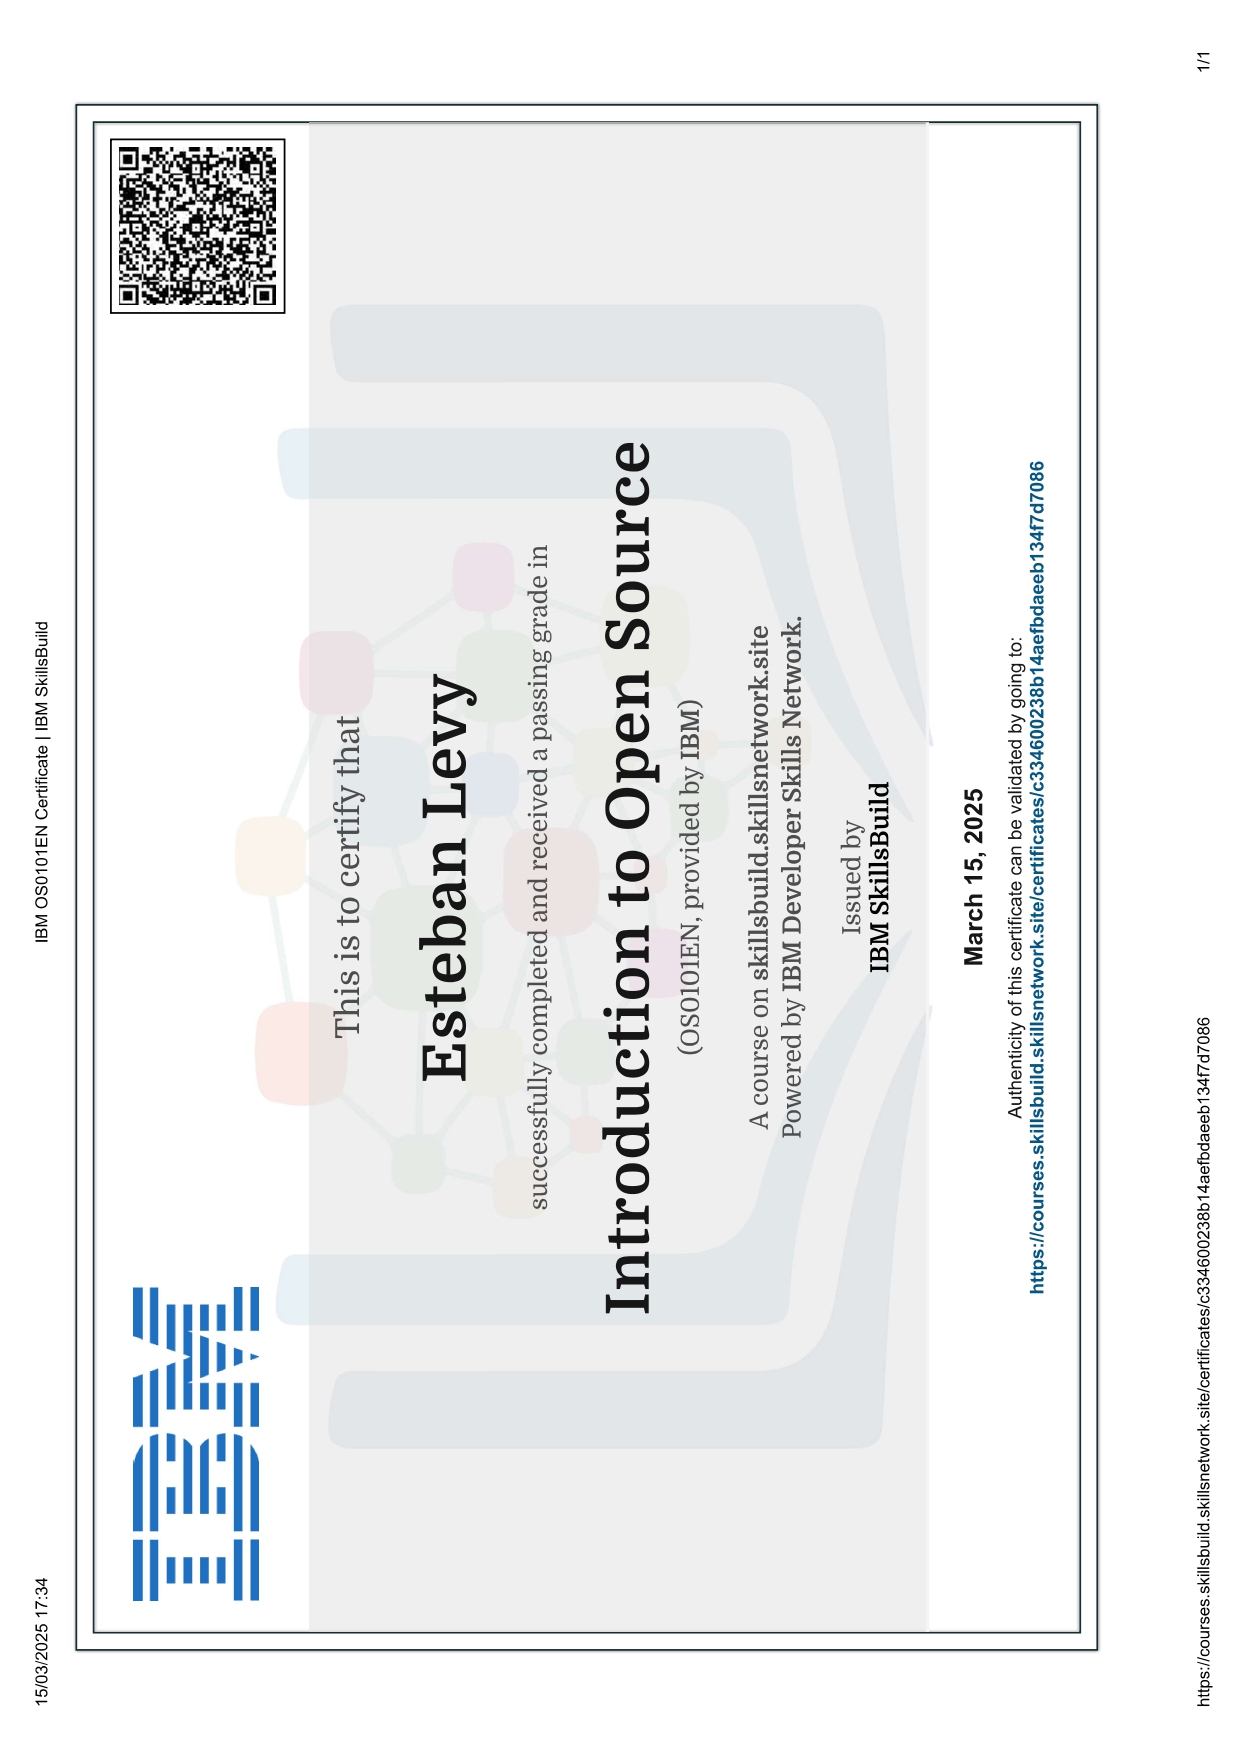 15/03/2025 17:34
IBM OS0101EN Certificate | IBM SkillsBuild
IBM
This is to certify that
Esteban Levy
successfully completed and received a passing grade in
Introduction to Open Source
(OS0101EN, provided by IBM)
A course on skillsbuild.skillsnetwork.site
Powered by IBM Developer Skills Network.
Issued by
IBM SkillsBuild
March 15, 2025
Authenticity of this certificate can be validated by going to:
https://courses.skillsbuild.skillsnetwork.site/certificates/c334600238b14aefbdaeeb134f7d7086
https://courses.skillsbuild.skillsnetwork.site/certificates/c334600238b14aefbdaeeb134f7d7086
1/1